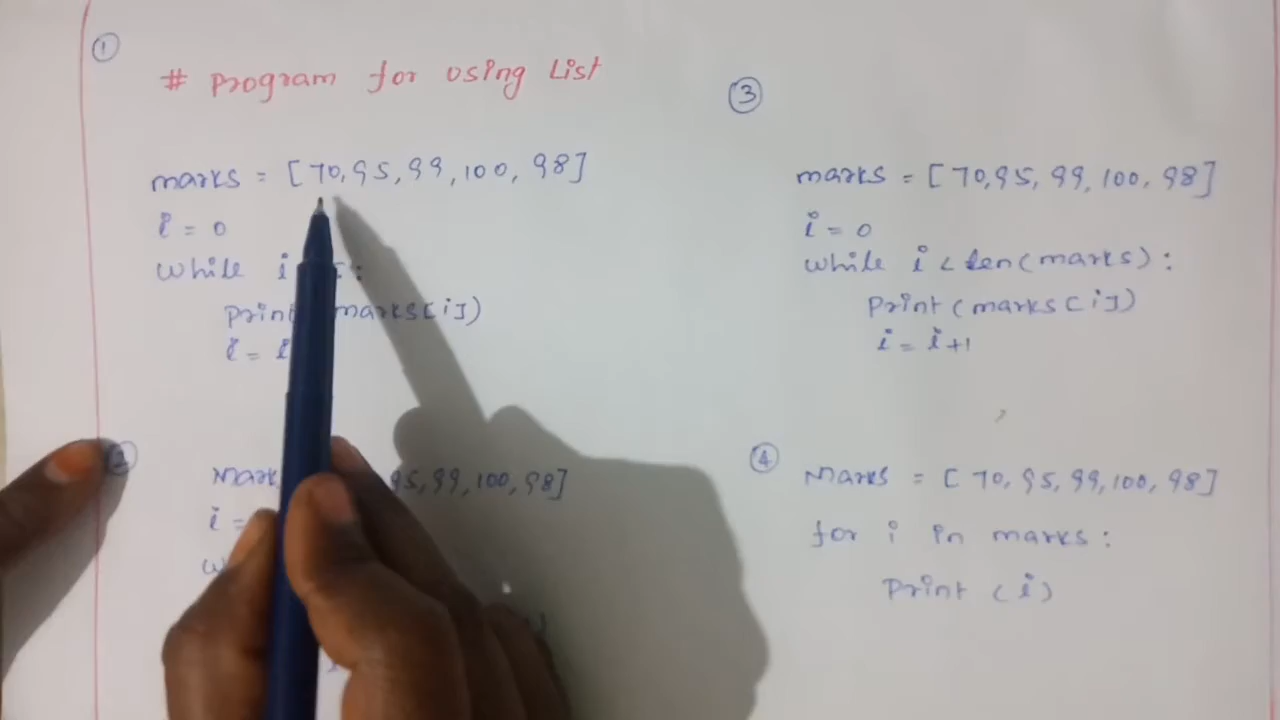 ①
# Program for using List
marks = [70,95,99,100,98]
i = 0
while i :
Print marks[i])
i = i
②
Mark 95,99,100,98]
i =
③
marks = [70,95,99,100,98]
i = 0
while i < len(marks):
Print(marks[i])
i = i+1
④
Marks = [70,95,99,100,98]
for i in marks:
Print (i)